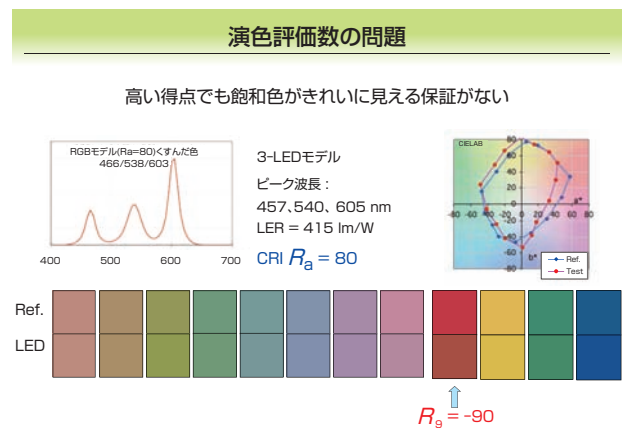 演色評価数の問題
高い得点でも飽和色がきれいに見える保証がない
RGBモデル(Ra=80)くすんだ色
466/538/603
400 500 600 700
3-LEDモデル
ピーク波長：
457、540、605 nm
LER = 415 lm/W
CRI Ra = 80
CIELAB
80
60
40
20
0
-80 -60 -40 -20 0 20 40 60 80
a*
-20
-40
-60
-80
b*
Ref.
Test
Ref.
LED
R9 = -90